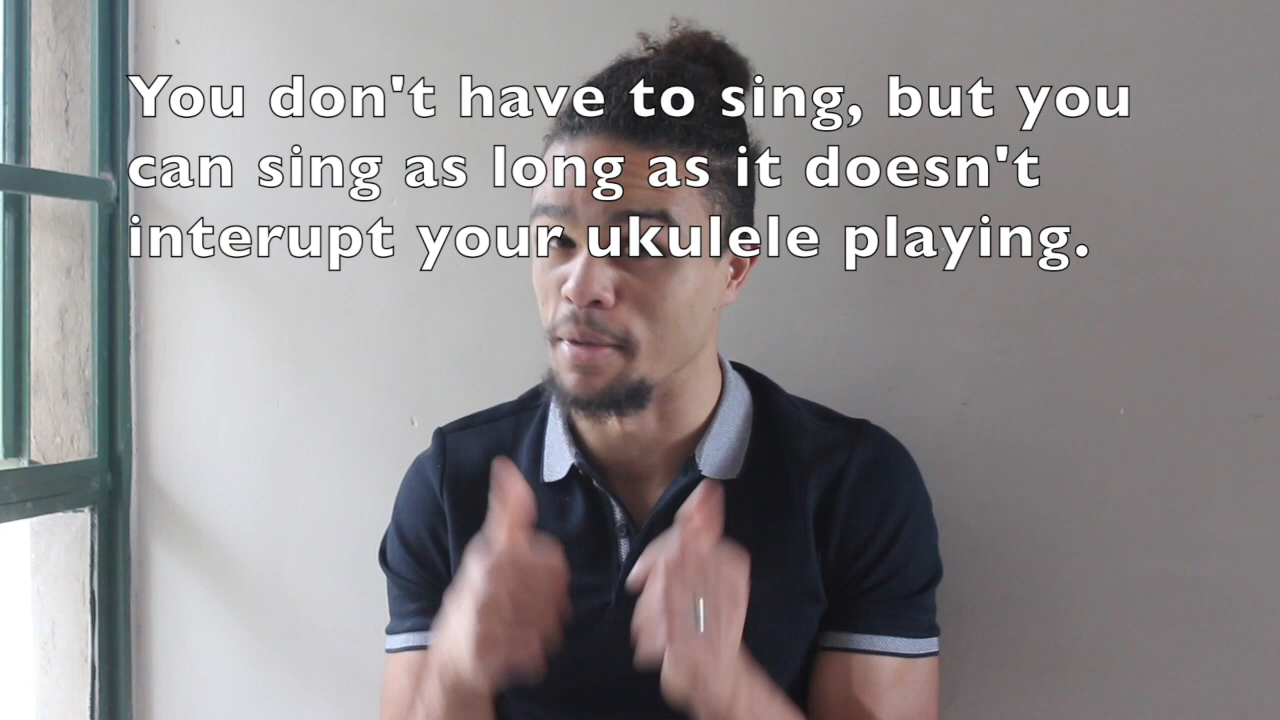 You don't have to sing, but you
can sing as long as it doesn't
interupt your ukulele playing.